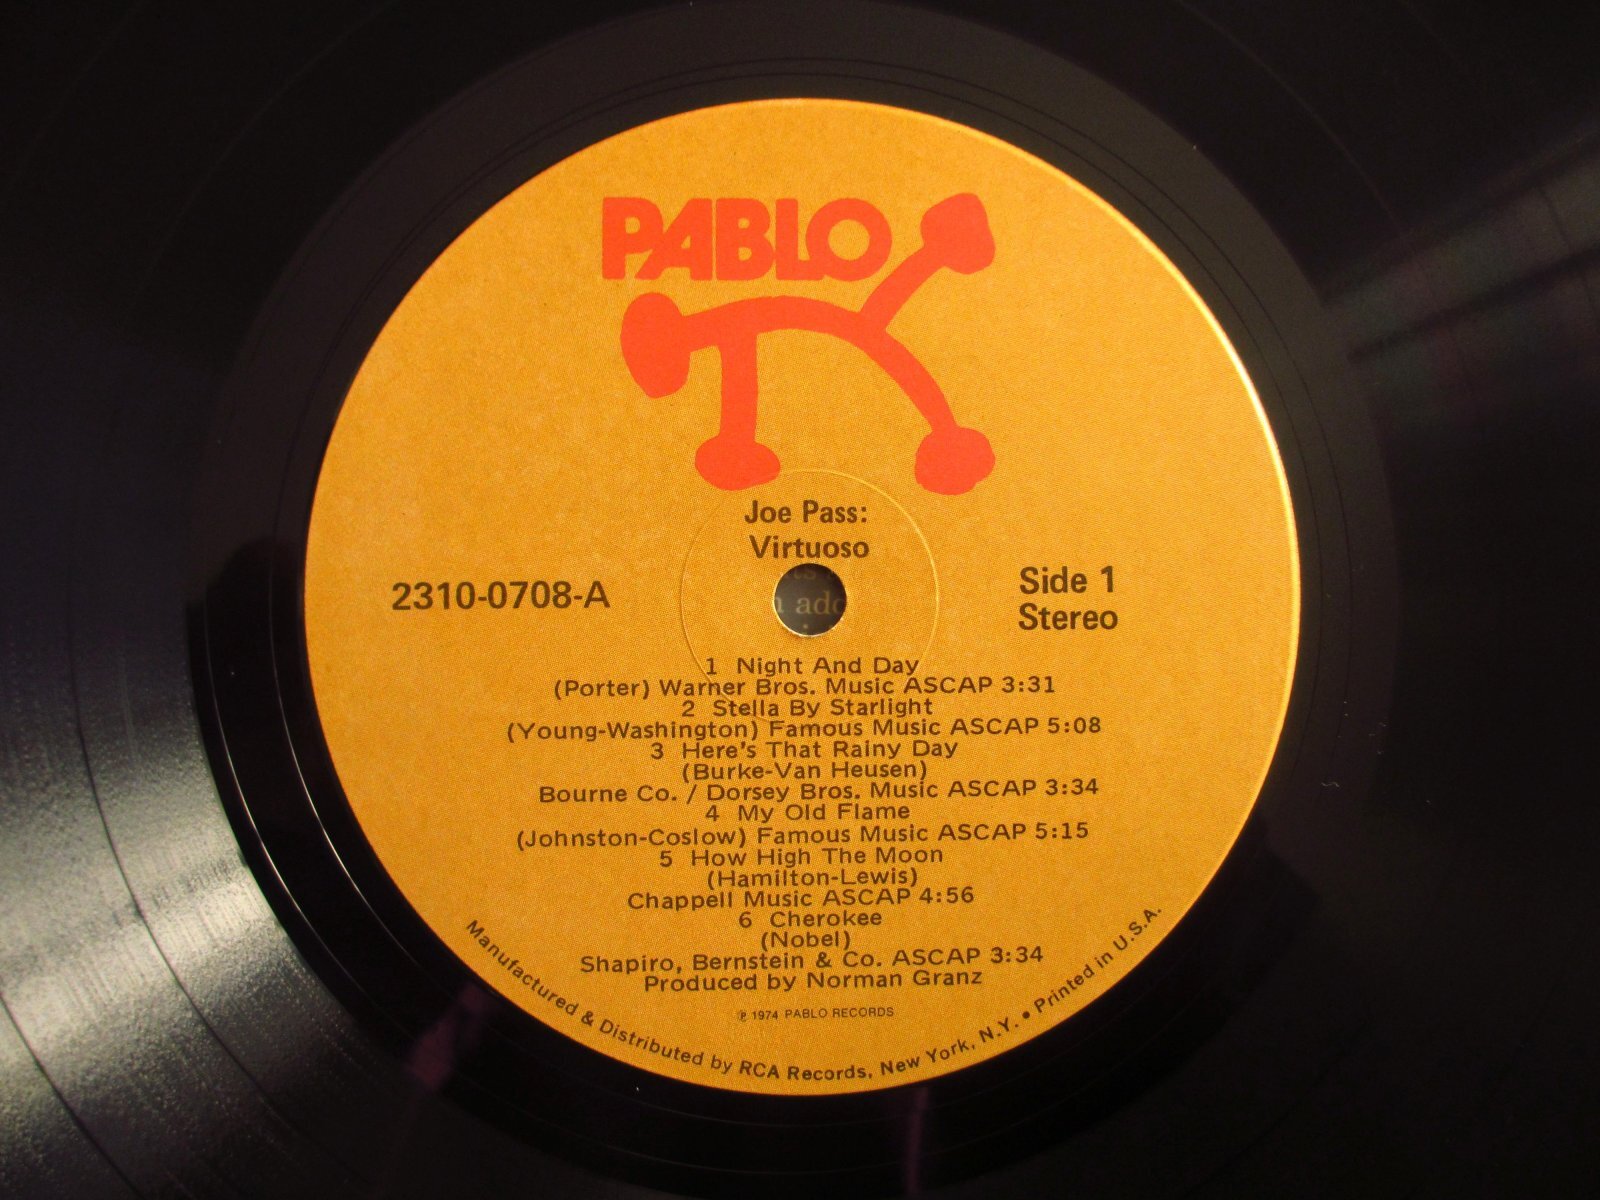 PABLO
Joe Pass:
Virtuoso
2310-0708-A
Side 1
Stereo
1 Night And Day
(Porter) Warner Bros. Music ASCAP 3:31
2 Stella By Starlight
(Young-Washington) Famous Music ASCAP 5:08
3 Here's That Rainy Day
(Burke-Van Heusen)
Bourne Co. / Dorsey Bros. Music ASCAP 3:34
4 My Old Flame
(Johnston-Coslow) Famous Music ASCAP 5:15
5 How High The Moon
(Hamilton-Lewis)
Chappell Music ASCAP 4:56
6 Cherokee
(Nobel)
Shapiro, Bernstein & Co. ASCAP 3:34
Produced by Norman Granz
℗ 1974 PABLO RECORDS
Manufactured & Distributed by RCA Records, New York, N.Y. • Printed in U.S.A.